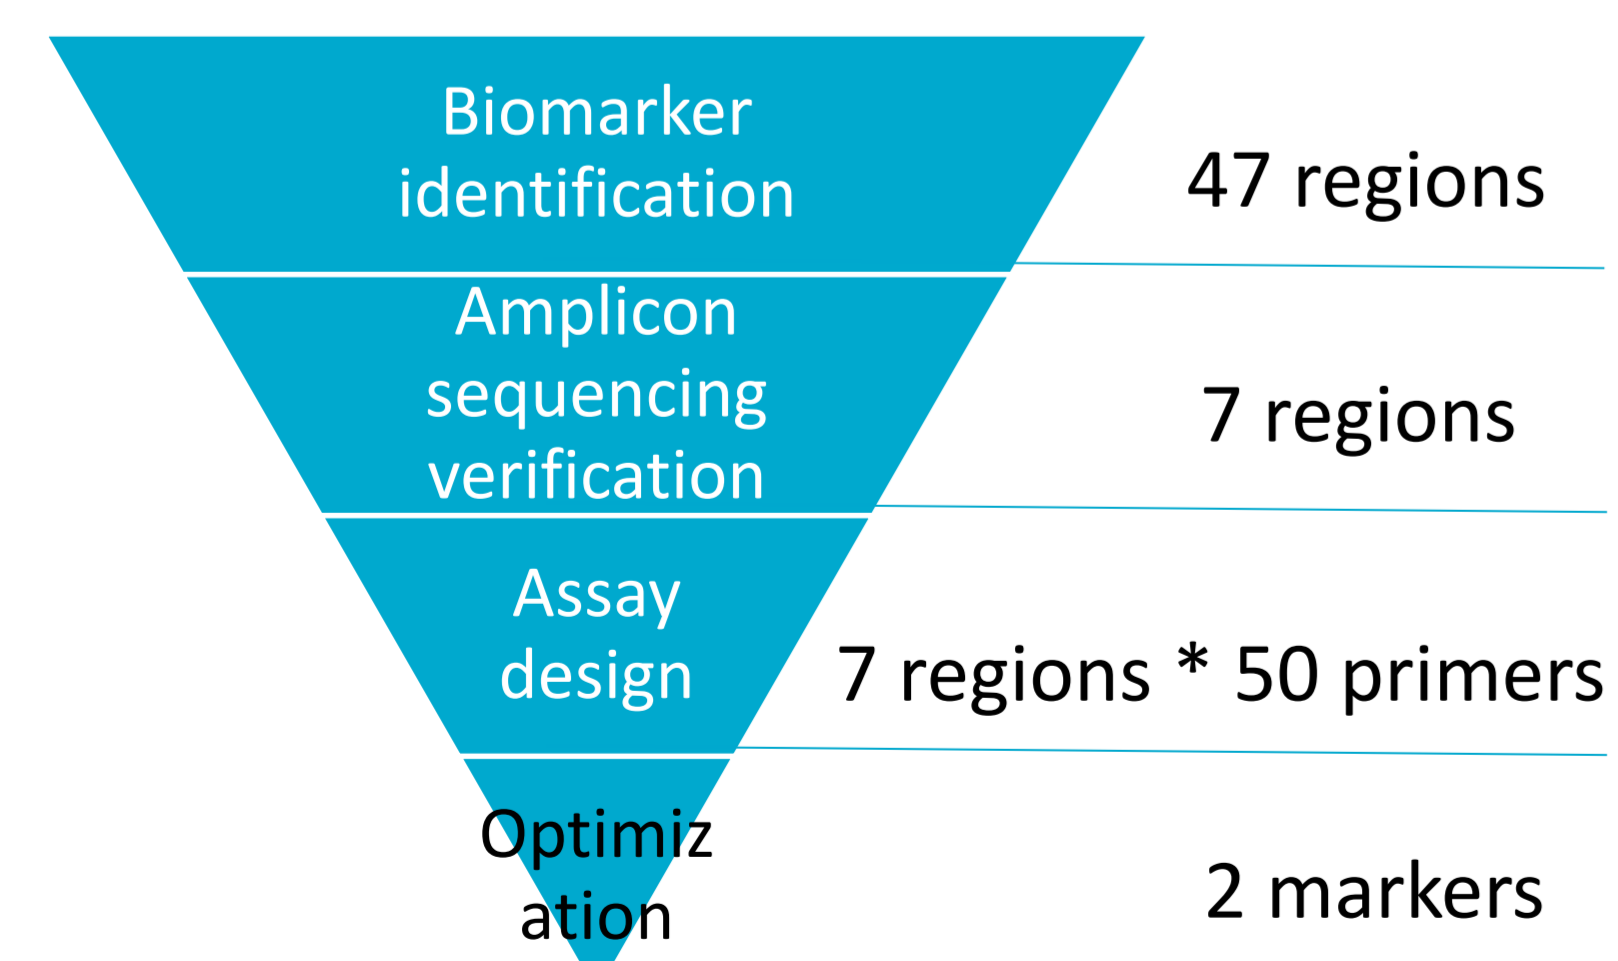 Biomarker
identification
47 regions
Amplicon
sequencing
verification
7 regions
Assay
design
7 regions * 50 primers
Optimiz
ation
2 markers